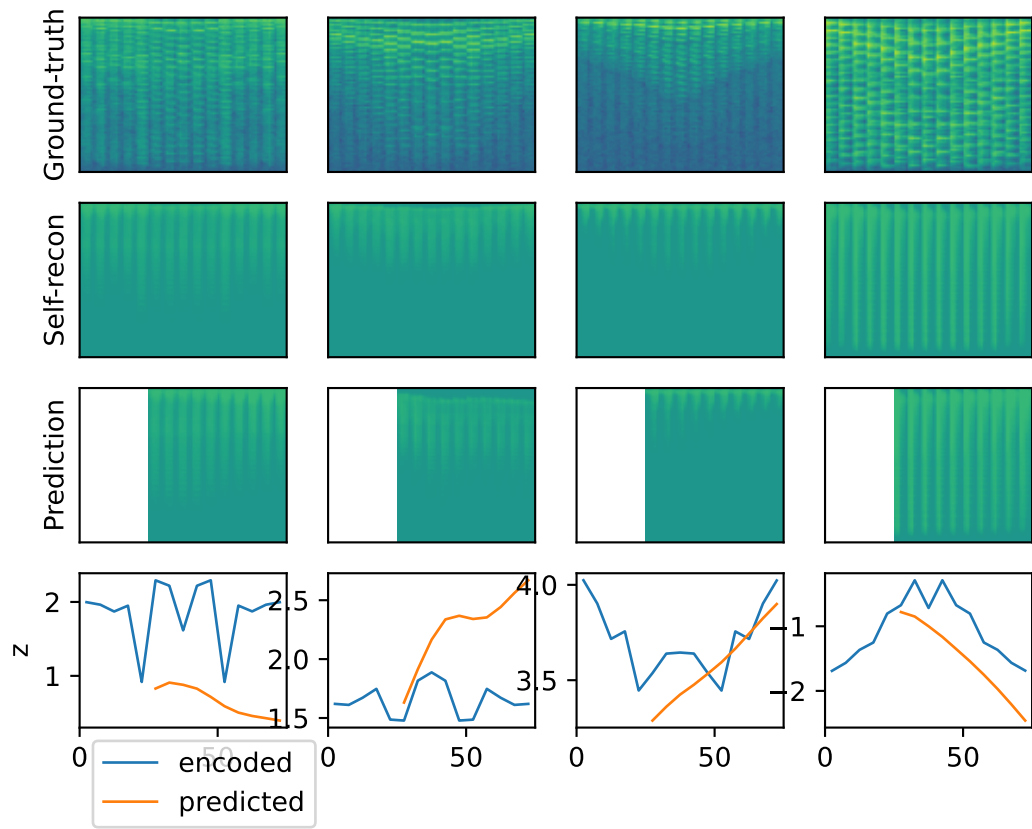 Ground-truth
Self-recon
Prediction
z
2
1
2.5
2.0
1.5
4.0
3.5
−1
−2
0
50
0
50
0
50
0
50
encoded
predicted